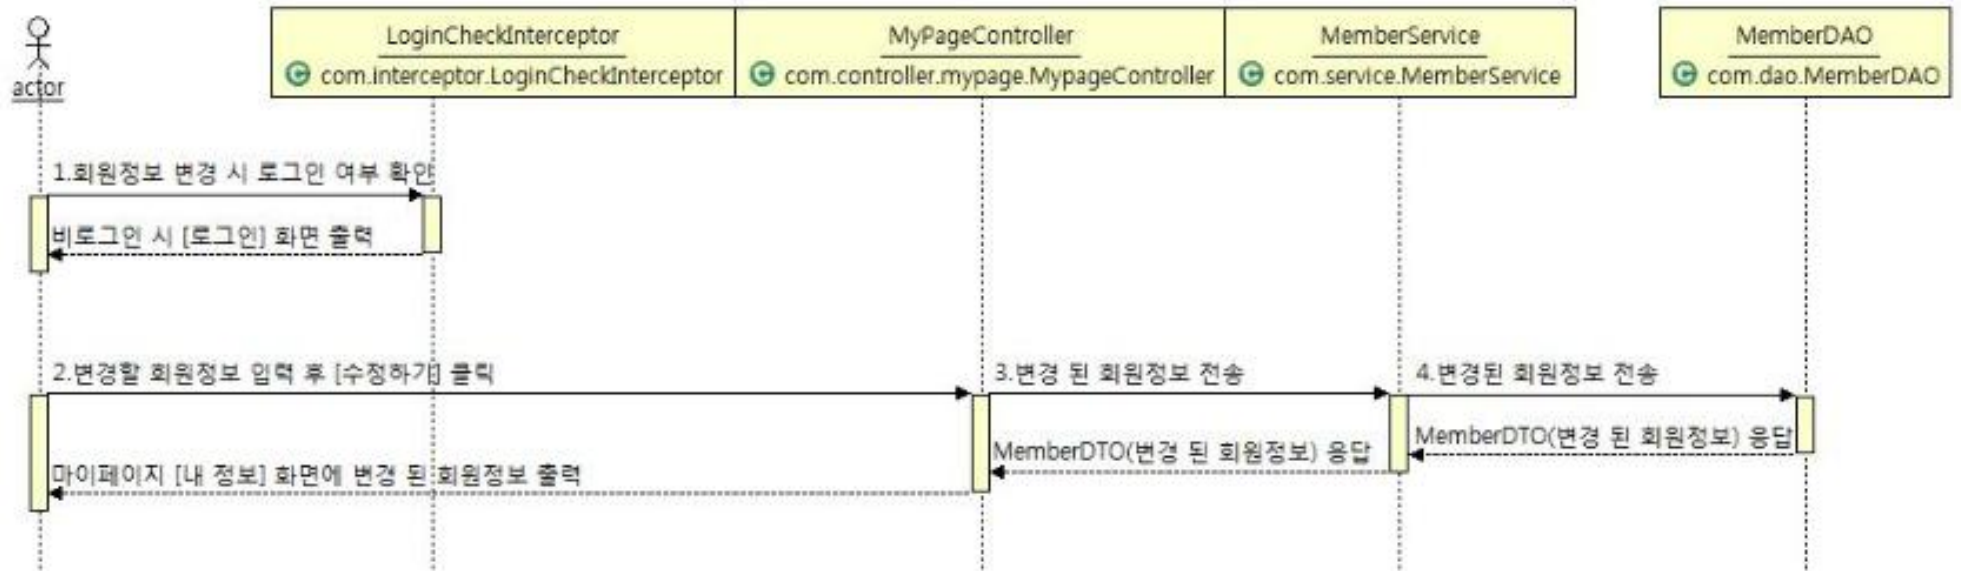 actor
LoginCheckInterceptor
com.interceptor.LoginCheckInterceptor
MyPageController
com.controller.mypage.MypageController
MemberService
com.service.MemberService
MemberDAO
com.dao.MemberDAO
1.회원정보 변경 시 로그인 여부 확인
비로그인 시 [로그인] 화면 출력
2.변경할 회원정보 입력 후 [수정하기] 클릭
3.변경 된 회원정보 전송
4.변경된 회원정보 전송
MemberDTO(변경 된 회원정보) 응답
MemberDTO(변경 된 회원정보) 응답
마이페이지 [내 정보] 화면에 변경 된 회원정보 출력